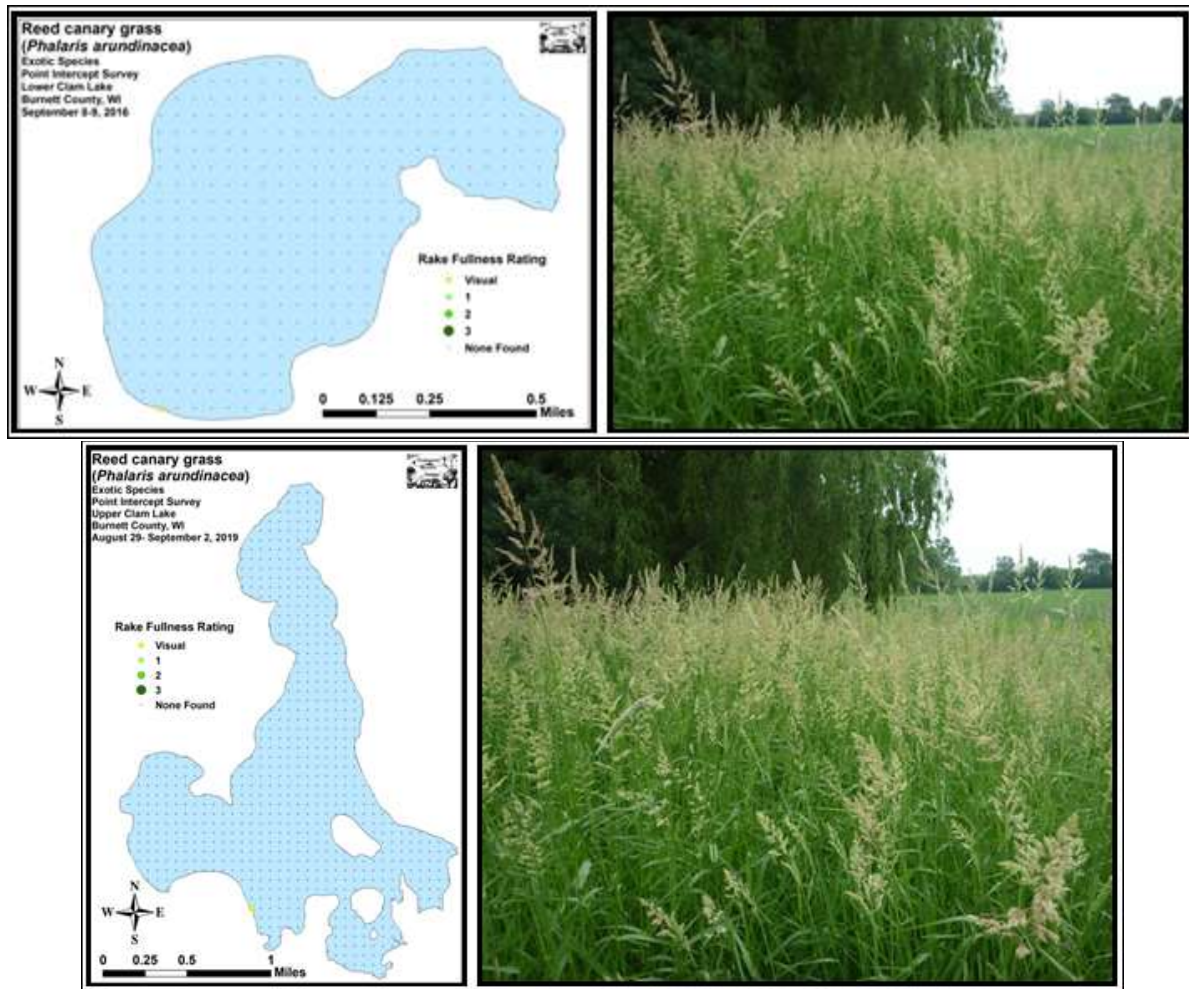 Reed canary grass
(Phalaris arundinacea)
Exotic Species
Point Intercept Survey
Lower Clam Lake
Burnett County, WI
September 8-9, 2016
Rake Fullness Rating
Visual
1
2
3
None Found
N
W E
S
0 0.125 0.25 0.5
Miles
Reed canary grass
(Phalaris arundinacea)
Exotic Species
Point Intercept Survey
Upper Clam Lake
Burnett County, WI
August 29- September 2, 2019
Rake Fullness Rating
Visual
1
2
3
None Found
N
W E
S
0 0.25 0.5 1
Miles